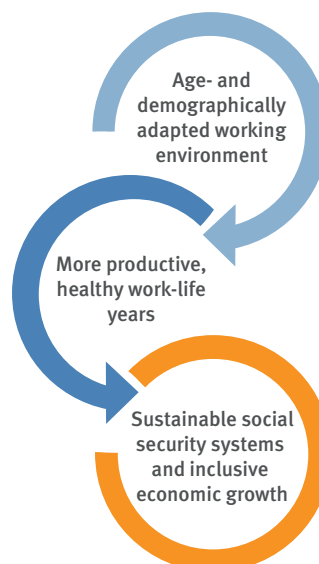 Age- and
demographically
adapted working
environment
More productive,
healthy work-life
years
Sustainable social
security systems
and inclusive
economic growth